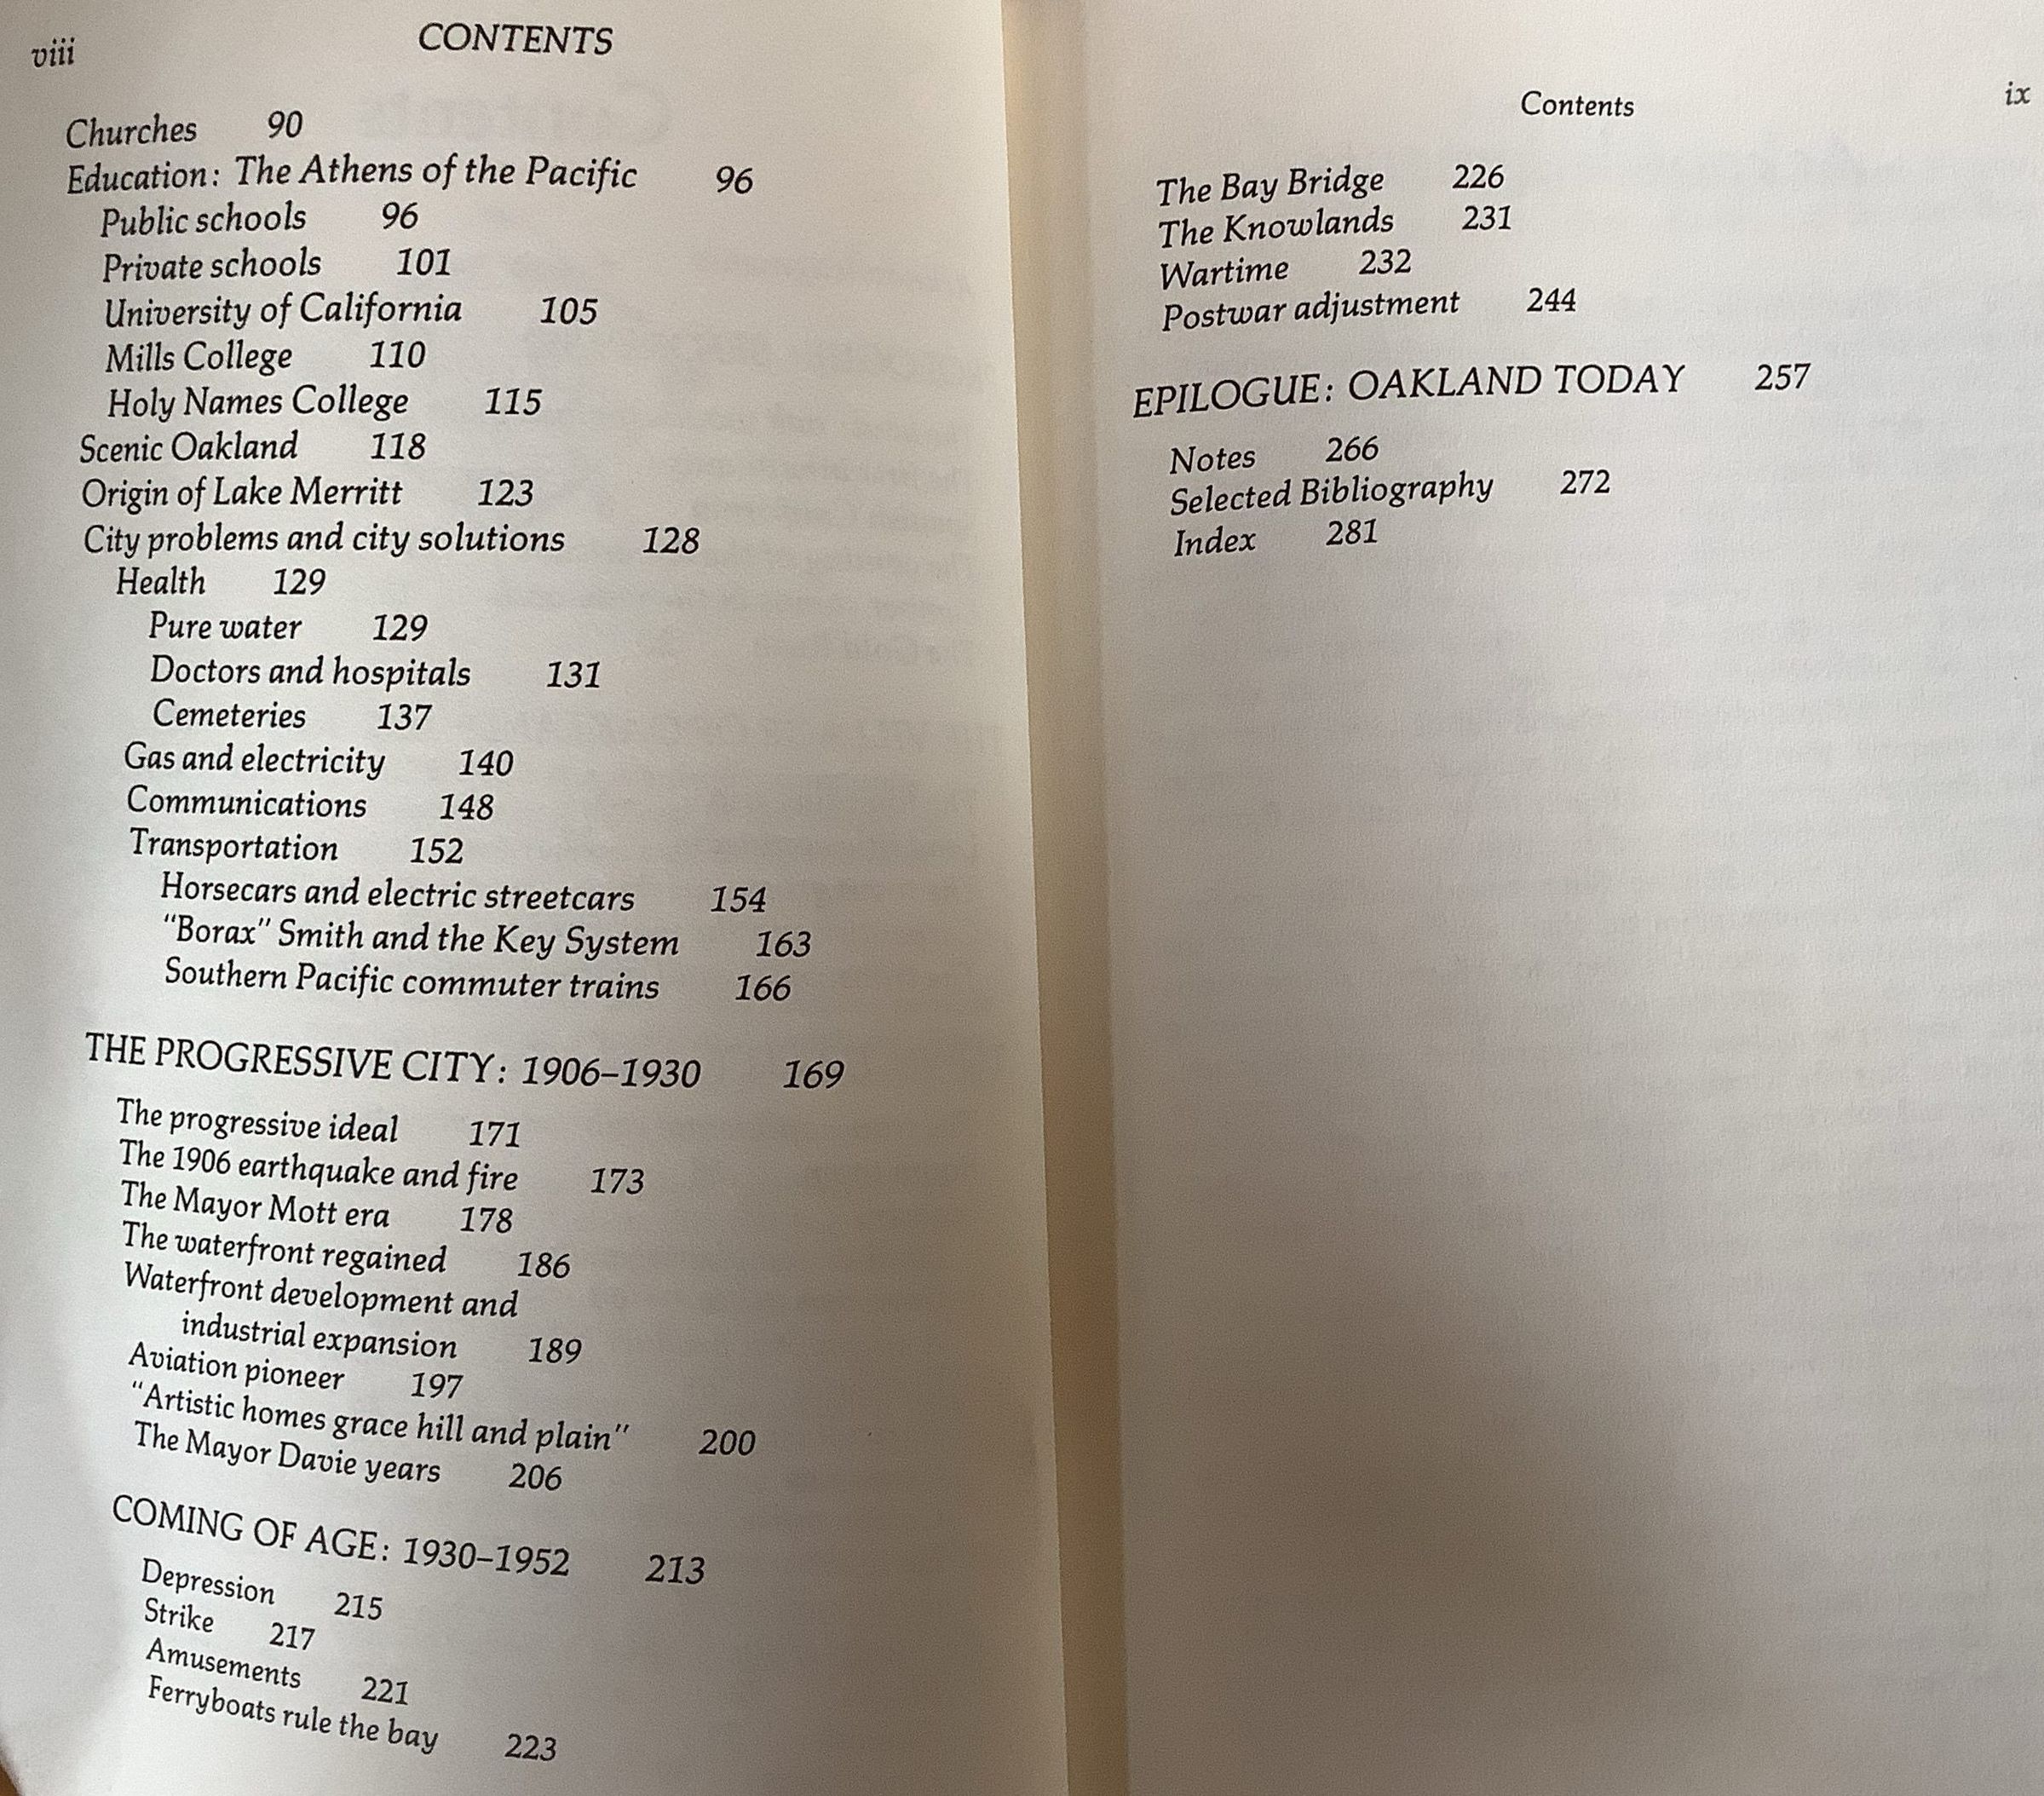 viii CONTENTS
Churches 90
Education: The Athens of the Pacific 96
Public schools 96
Private schools 101
University of California 105
Mills College 110
Holy Names College 115
Scenic Oakland 118
Origin of Lake Merritt 123
City problems and city solutions 128
Health 129
Pure water 129
Doctors and hospitals 131
Cemeteries 137
Gas and electricity 140
Communications 148
Transportation 152
Horsecars and electric streetcars 154
"Borax" Smith and the Key System 163
Southern Pacific commuter trains 166
THE PROGRESSIVE CITY: 1906–1930 169
The progressive ideal 171
The 1906 earthquake and fire 173
The Mayor Mott era 178
The waterfront regained 186
Waterfront development and
industrial expansion 189
Aviation pioneer 197
"Artistic homes grace hill and plain" 200
The Mayor Davie years 206
COMING OF AGE: 1930–1952 213
Depression 215
Strike 217
Amusements 221
Ferryboats rule the bay 223
Contents ix
The Bay Bridge 226
The Knowlands 231
Wartime 232
Postwar adjustment 244
EPILOGUE: OAKLAND TODAY 257
Notes 266
Selected Bibliography 272
Index 281